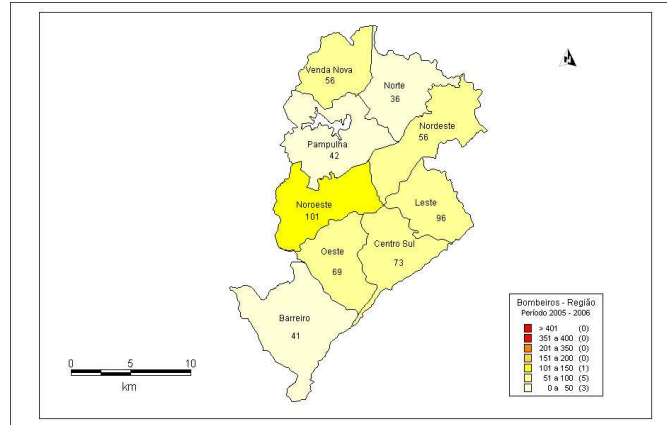 Venda Nova
56
Norte
36
Nordeste
56
Pampulha
42
Noroeste
101
Leste
96
Oeste
69
Centro Sul
73
Barreiro
41
0 5 10
km
Bombeiros - Região
Período 2005 - 2006
> 401 (0)
351 a 400 (0)
201 a 350 (0)
151 a 200 (0)
101 a 150 (1)
51 a 100 (5)
0 a 50 (3)